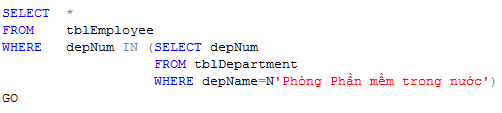 SELECT *
FROM tblEmployee
WHERE depNum IN (SELECT depNum
FROM tblDepartment
WHERE depName=N'Phòng Phần mềm trong nước')
GO